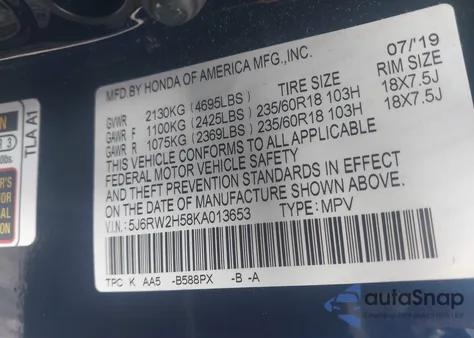 MFD BY HONDA OF AMERICA MFG.,INC. 07/'19
TIRE SIZE RIM SIZE
GVWR 2130KG (4695LBS)
GAWR F 1100KG (2425LBS) 235/60R18 103H 18X7.5J
GAWR R 1075KG (2369LBS) 235/60R18 103H 18X7.5J
THIS VEHICLE CONFORMS TO ALL APPLICABLE
FEDERAL MOTOR VEHICLE SAFETY
AND THEFT PREVENTION STANDARDS IN EFFECT
ON THE DATE OF MANUFACTURE SHOWN ABOVE.
V.I.N.: 5J6RW2H58KA013653 TYPE: MPV
TPC K AA5 -B588PX -B -A
TLA A1
autoSnap